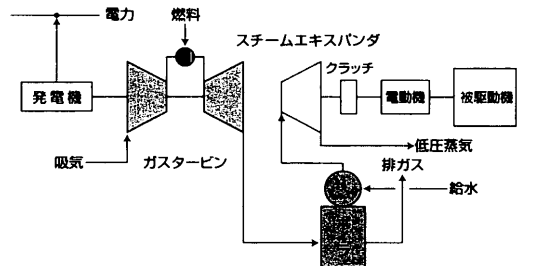 電力
燃料
スチームエキスパンダ
クラッチ
発電機
電動機
被駆動機
吸気
ガスタービン
低圧蒸気
排ガス
給水